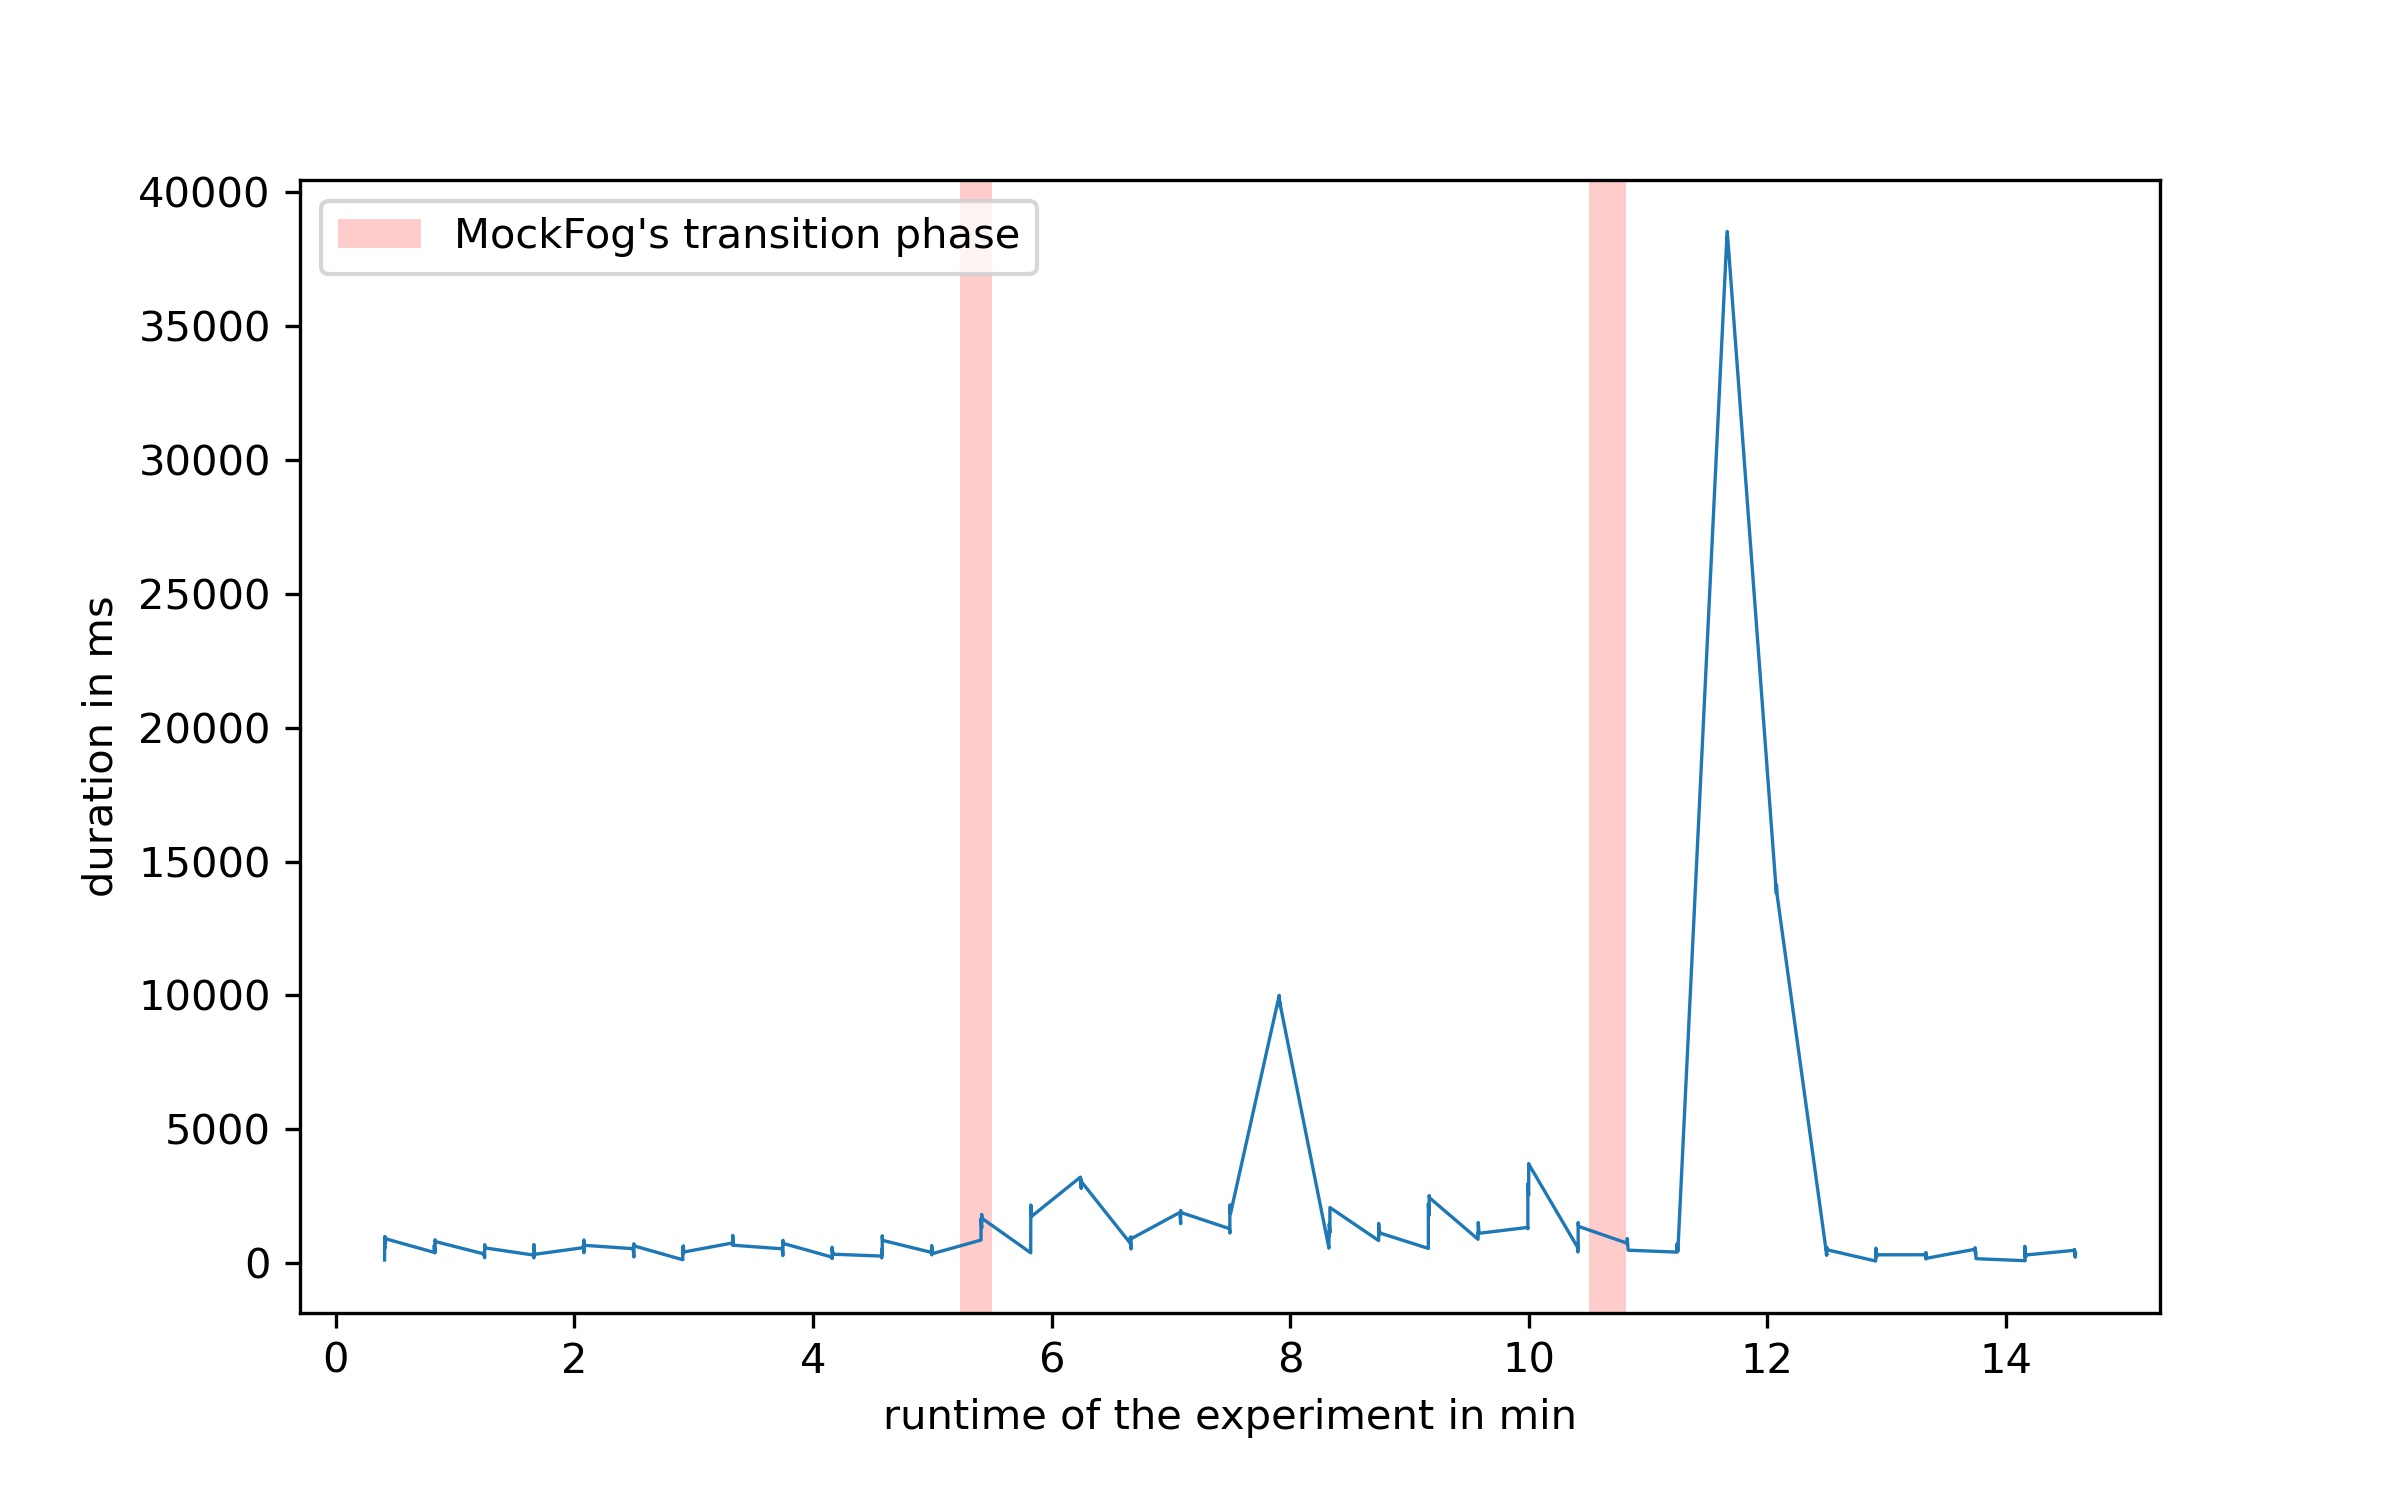 MockFog's transition phase
40000
35000
30000
25000
20000
15000
10000
5000
0
duration in ms
0 2 4 6 8 10 12 14
runtime of the experiment in min